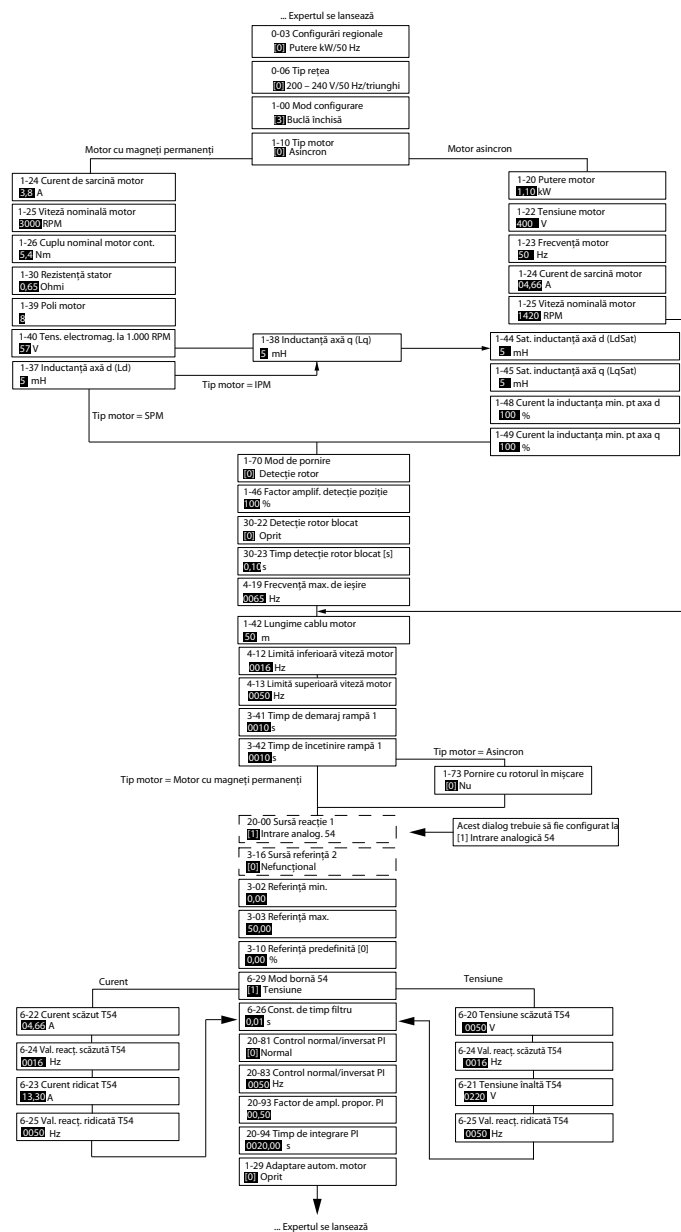 ... Expertul se lansează
0-03 Configurări regionale
[0] Putere kW/50 Hz
0-06 Tip rețea
[0] 200 – 240 V/50 Hz/triunghi
1-00 Mod configurare
[3] Buclă închisă
1-10 Tip motor
[0] Asincron
Motor cu magneți permanenți
Motor asincron
1-24 Curent de sarcină motor
3,8 A
1-25 Viteză nominală motor
3000 RPM
1-26 Cuplu nominal motor cont.
5,4 Nm
1-30 Rezistență stator
0,65 Ohmi
1-39 Poli motor
8
1-40 Tens. electromag. la 1.000 RPM
57 V
1-37 Inductanță axă d (Ld)
5 mH
1-20 Putere motor
1,10 kW
1-22 Tensiune motor
400 V
1-23 Frecvență motor
50 Hz
1-24 Curent de sarcină motor
04,66 A
1-25 Viteză nominală motor
1420 RPM
1-38 Inductanță axă q (Lq)
5 mH
1-44 Sat. inductanță axă d (LdSat)
5 mH
1-45 Sat. inductanță axă q (LqSat)
5 mH
1-48 Curent la inductanța min. pt axa d
100 %
1-49 Curent la inductanța min. pt axa q
100 %
Tip motor = IPM
Tip motor = SPM
1-70 Mod de pornire
[0] Detecție rotor
1-46 Factor amplif. detecție poziție
100 %
30-22 Detecție rotor blocat
[0] Oprit
30-23 Timp detecție rotor blocat [s]
0,10 s
4-19 Frecvență max. de ieșire
0065 Hz
1-42 Lungime cablu motor
50 m
4-12 Limită inferioară viteză motor
0016 Hz
4-13 Limită superioară viteză motor
0050 Hz
3-41 Timp de demaraj rampă 1
0010 s
3-42 Timp de încetinire rampă 1
0010 s
Tip motor = Asincron
Tip motor = Motor cu magneți permanenți
1-73 Pornire cu rotorul în mișcare
[0] Nu
20-00 Sursă reacție 1
[1] Intrare analog. 54
Acest dialog trebuie să fie configurat la
[1] Intrare analogică 54
3-16 Sursă referință 2
[0] Nefuncțional
3-02 Referință min.
0,00
3-03 Referință max.
50,00
3-10 Referință predefinită [0]
0,00 %
Curent
6-29 Mod bornă 54
[1] Tensiune
Tensiune
6-22 Curent scăzut T54
04,66 A
6-24 Val. reacț. scăzută T54
0016 Hz
6-23 Curent ridicat T54
13,30 A
6-25 Val. reacț. ridicată T54
0050 Hz
6-26 Const. de timp filtru
0,01 s
20-81 Control normal/inversat PI
[0] Normal
20-83 Control normal/inversat PI
0050 Hz
20-93 Factor de ampl. propor. PI
00,50
20-94 Timp de integrare PI
0020,00 s
1-29 Adaptare autom. motor
[0] Oprit
6-20 Tensiune scăzută T54
0050 V
6-24 Val. reacț. scăzută T54
0016 Hz
6-21 Tensiune înaltă T54
0220 V
6-25 Val. reacț. ridicată T54
0050 Hz
... Expertul se lansează